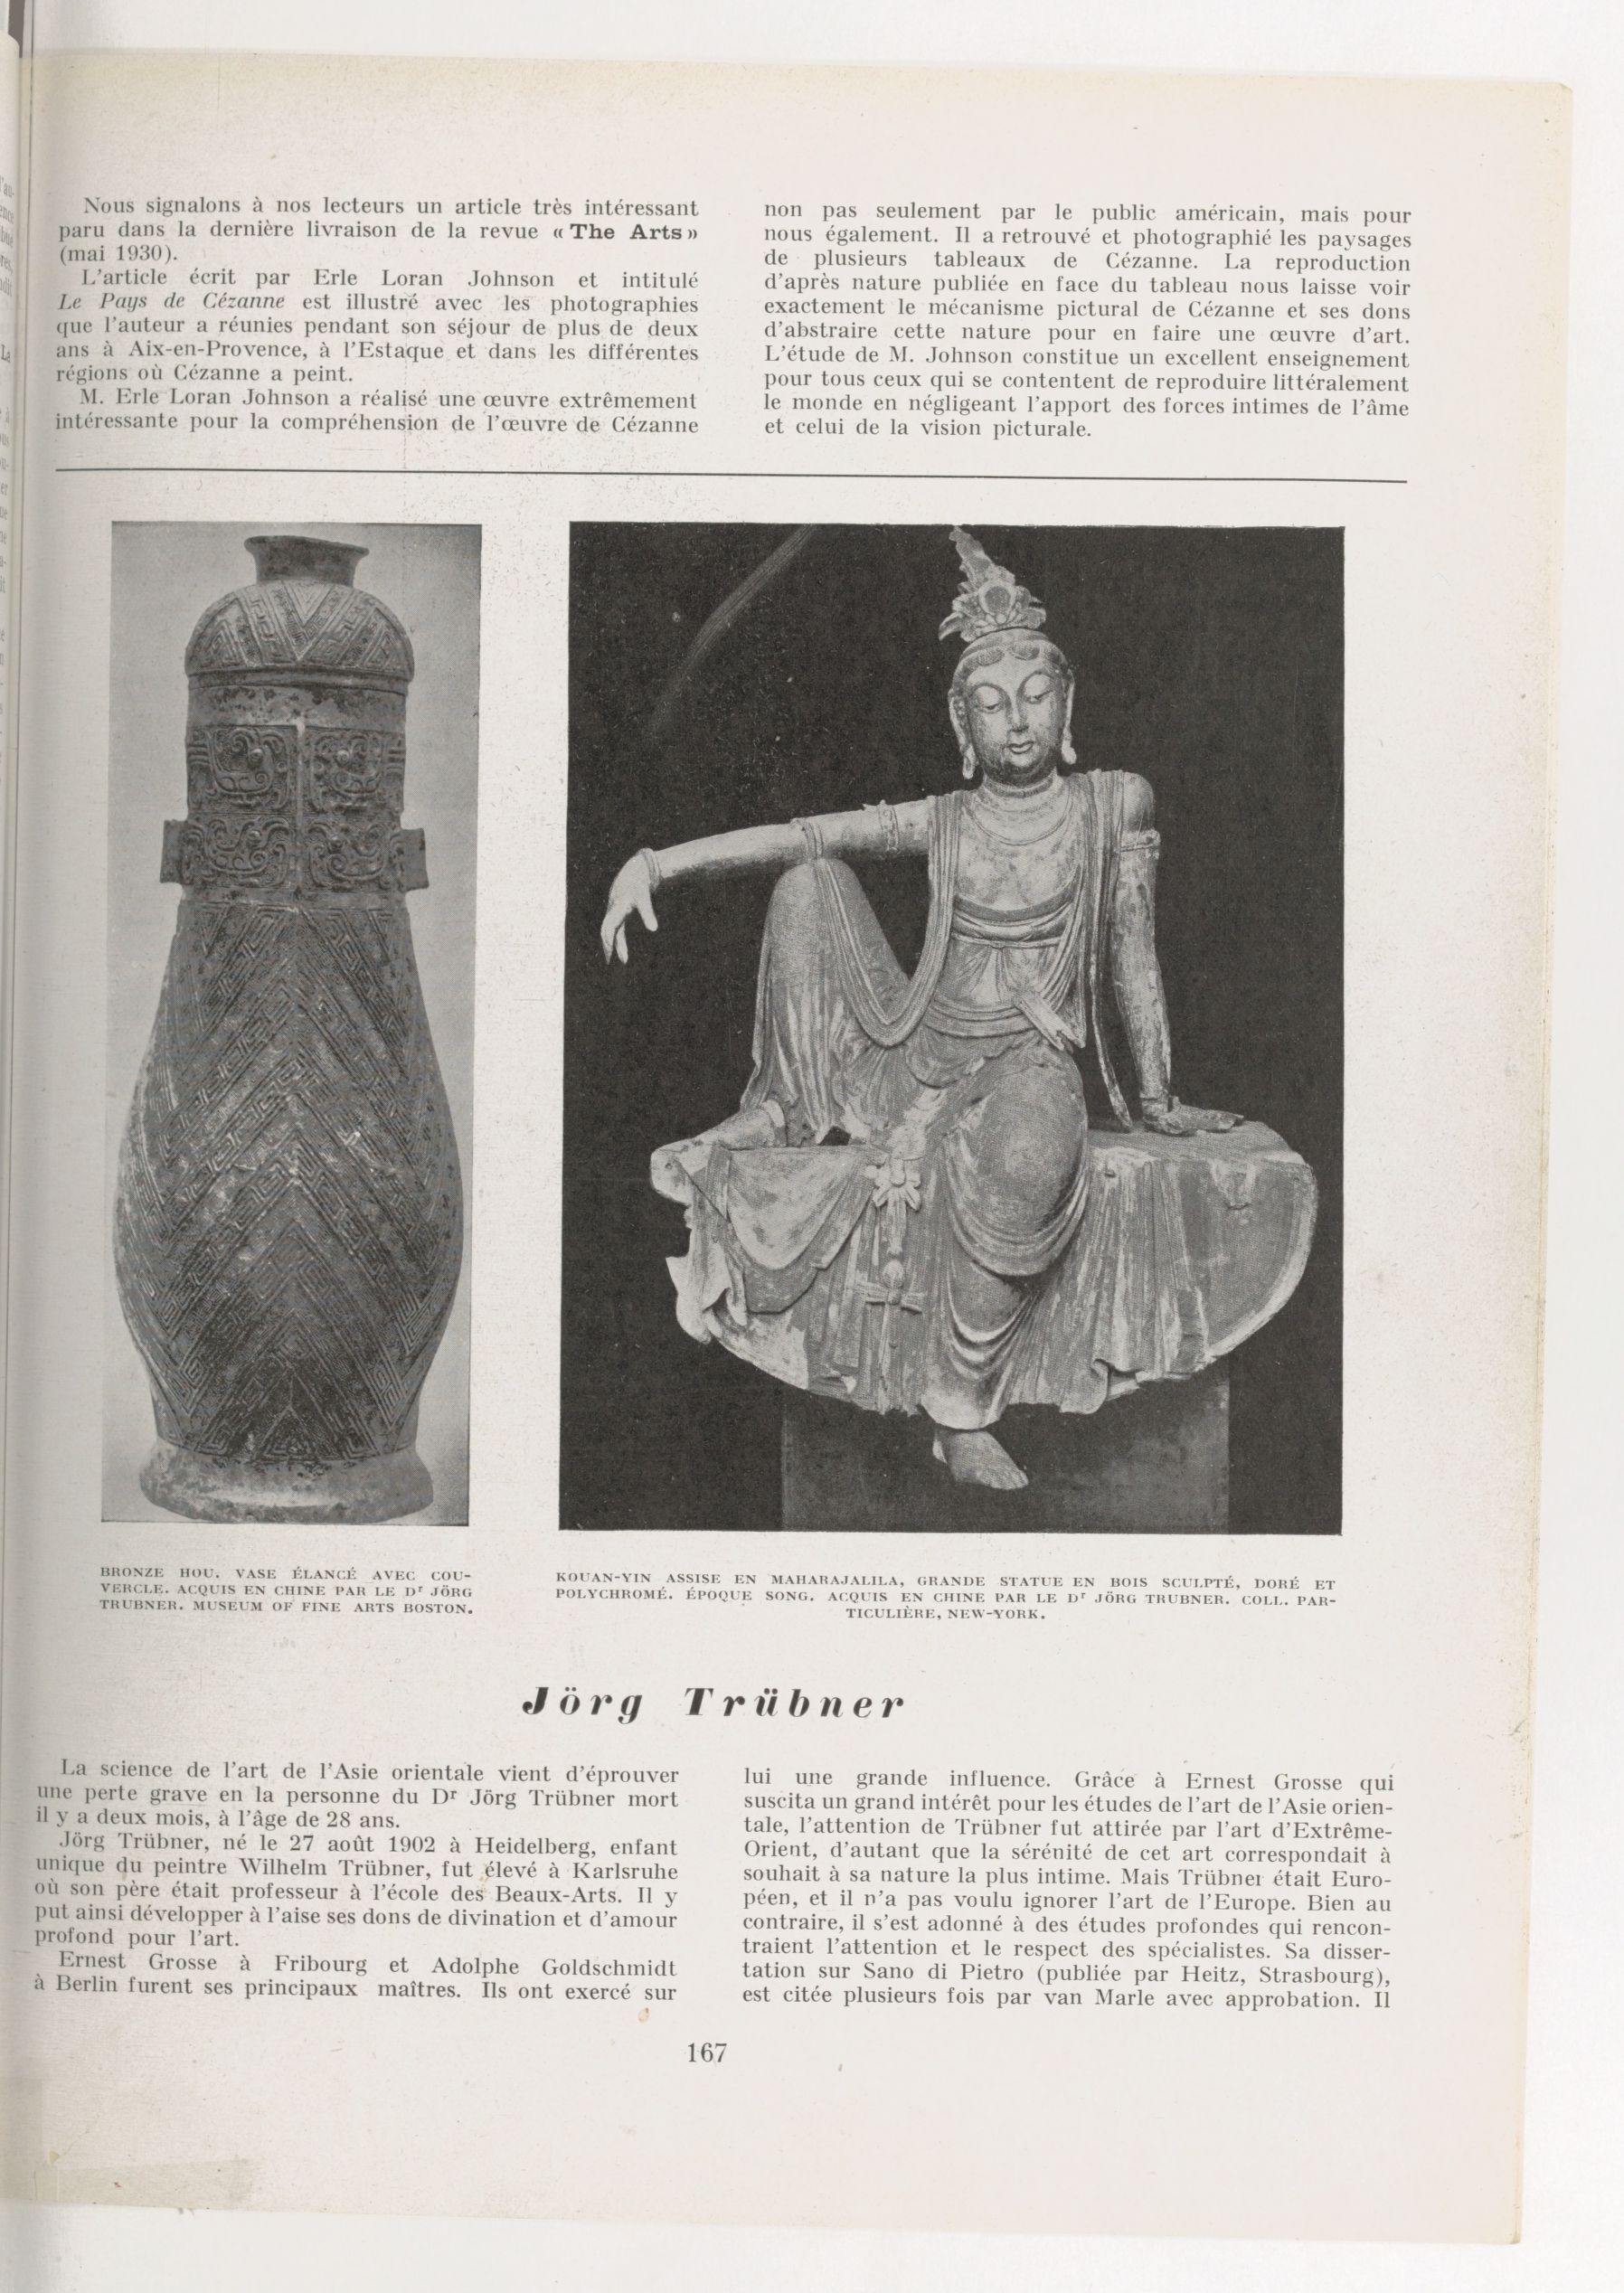 Nous signalons à nos lecteurs un article très intéressant
paru dans la dernière livraison de la revue « The Arts »
(mai 1930).
L'article écrit par Erle Loran Johnson et intitulé
Le Pays de Cézanne est illustré avec les photographies
que l'auteur a réunies pendant son séjour de plus de deux
ans à Aix-en-Provence, à l'Estaque et dans les différentes
régions où Cézanne a peint.
M. Erle Loran Johnson a réalisé une œuvre extrêmement
intéressante pour la compréhension de l'œuvre de Cézanne
non pas seulement par le public américain, mais pour
nous également. Il a retrouvé et photographié les paysages
de plusieurs tableaux de Cézanne. La reproduction
d'après nature publiée en face du tableau nous laisse voir
exactement le mécanisme pictural de Cézanne et ses dons
d'abstraire cette nature pour en faire une œuvre d'art.
L'étude de M. Johnson constitue un excellent enseignement
pour tous ceux qui se contentent de reproduire littéralement
le monde en négligeant l'apport des forces intimes de l'âme
et celui de la vision picturale.
BRONZE HOU. VASE ÉLANCÉ AVEC COU-
VERCLE. ACQUIS EN CHINE PAR LE Dr JÖRG
TRUBNER. MUSEUM OF FINE ARTS BOSTON.
KOUAN-YIN ASSISE EN MAHARAJALILA, GRANDE STATUE EN BOIS SCULPTÉ, DORÉ ET
POLYCHROMÉ. ÉPOQUE SONG. ACQUIS EN CHINE PAR LE Dr JÖRG TRUBNER. COLL. PAR-
TICULIÈRE, NEW-YORK.
Jörg Trübner
La science de l'art de l'Asie orientale vient d'éprouver
une perte grave en la personne du Dr Jörg Trübner mort
il y a deux mois, à l'âge de 28 ans.
Jörg Trübner, né le 27 août 1902 à Heidelberg, enfant
unique du peintre Wilhelm Trübner, fut élevé à Karlsruhe
où son père était professeur à l'école des Beaux-Arts. Il y
put ainsi développer à l'aise ses dons de divination et d'amour
profond pour l'art.
Ernest Grosse à Fribourg et Adolphe Goldschmidt
à Berlin furent ses principaux maîtres. Ils ont exercé sur
lui une grande influence. Grâce à Ernest Grosse qui
suscita un grand intérêt pour les études de l'art de l'Asie orien-
tale, l'attention de Trübner fut attirée par l'art d'Extrême-
Orient, d'autant que la sérénité de cet art correspondait à
souhait à sa nature la plus intime. Mais Trübner était Euro-
péen, et il n'a pas voulu ignorer l'art de l'Europe. Bien au
contraire, il s'est adonné à des études profondes qui rencon-
traient l'attention et le respect des spécialistes. Sa disser-
tation sur Sano di Pietro (publiée par Heitz, Strasbourg),
est citée plusieurs fois par van Marle avec approbation. Il
167